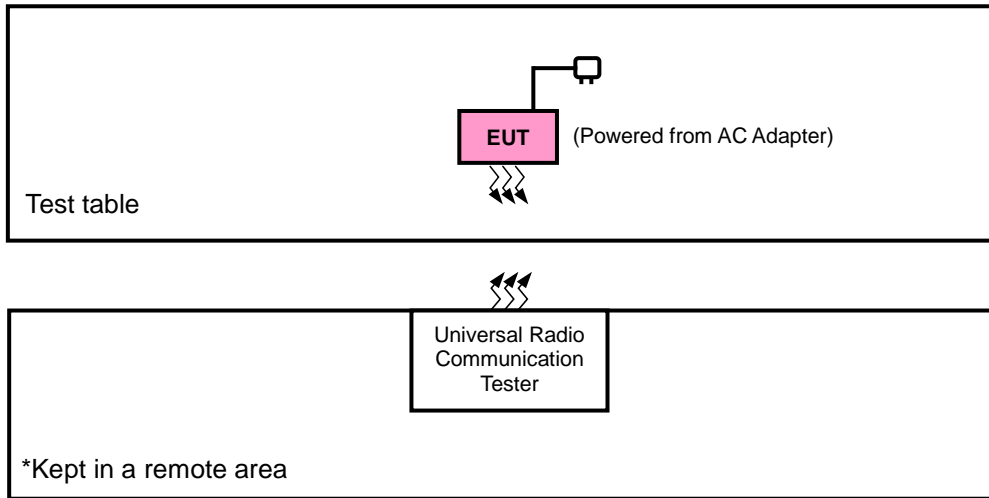 EUT
(Powered from AC Adapter)
Test table
Universal Radio
Communication
Tester
*Kept in a remote area